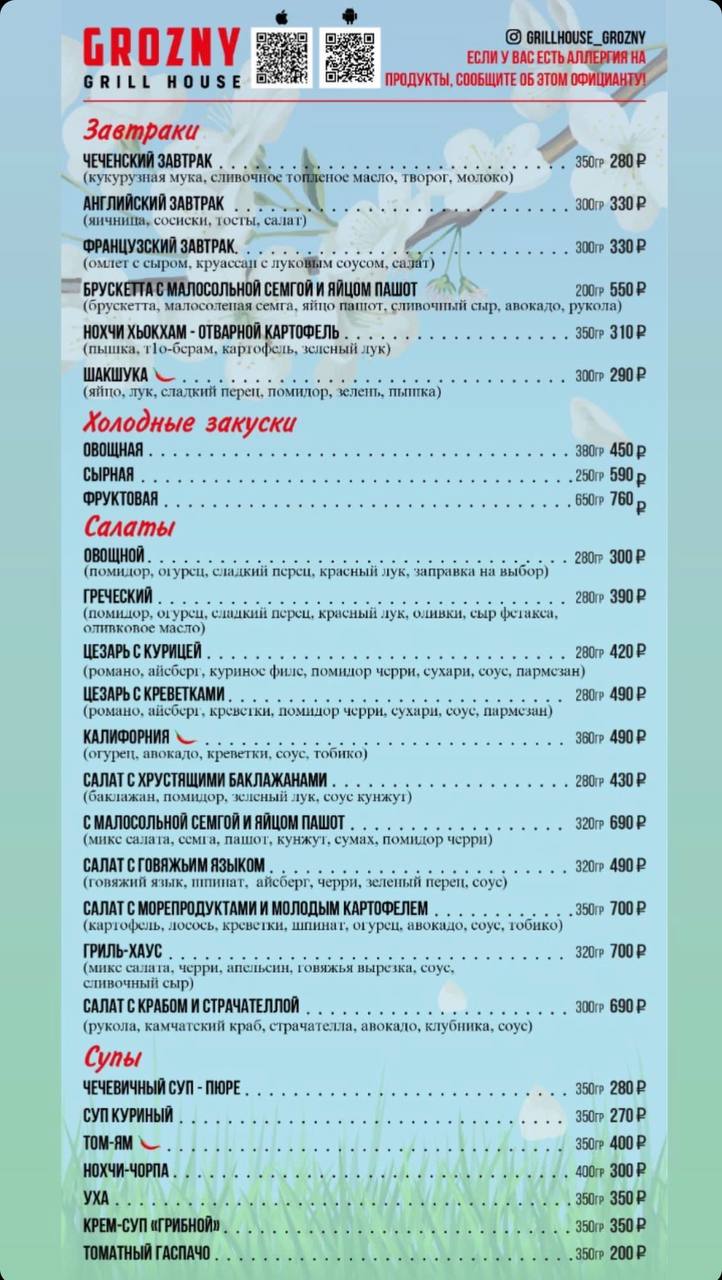 GROZNY
GRILL HOUSE
GRILLHOUSE_GROZNY
ЕСЛИ У ВАС ЕСТЬ АЛЛЕРГИЯ НА
ПРОДУКТЫ, СООБЩИТЕ ОБ ЭТОМ ОФИЦИАНТУ!
Завтраки
ЧЕЧЕНСКИЙ ЗАВТРАК 350ГР 280 ₽
(кукурузная мука, сливочное топленое масло, творог, молоко)
АНГЛИЙСКИЙ ЗАВТРАК 300ГР 330 ₽
(яичница, сосиски, тосты, салат)
ФРАНЦУЗСКИЙ ЗАВТРАК 300ГР 330 ₽
(омлет с сыром, круассан с луковым соусом, салат)
БРУСКЕТТА С МАЛОСОЛЬНОЙ СЕМГОЙ И ЯЙЦОМ ПАШОТ 200ГР 550 ₽
(брускетта, малосоленая семга, яйцо пашот, сливочный сыр, авокадо, рукола)
НОХЧИ ХЬОКХАМ - ОТВАРНОЙ КАРТОФЕЛЬ 350ГР 310 ₽
(пышка, т1о-берам, картофель, зеленый лук)
ШАКШУКА 300ГР 290 ₽
(яйцо, лук, сладкий перец, помидор, зелень, пышка)
Холодные закуски
ОВОЩНАЯ 380ГР 450 ₽
СЫРНАЯ 250ГР 590 ₽
ФРУКТОВАЯ 650ГР 760 ₽
Салаты
ОВОЩНОЙ 280ГР 300 ₽
(помидор, огурец, сладкий перец, красный лук, заправка на выбор)
ГРЕЧЕСКИЙ 280ГР 390 ₽
(помидор, огурец, сладкий перец, красный лук, оливки, сыр фетакса,
оливковое масло)
ЦЕЗАРЬ С КУРИЦЕЙ 280ГР 420 ₽
(романо, айсберг, куриное филе, помидор черри, сухари, соус, пармезан)
ЦЕЗАРЬ С КРЕВЕТКАМИ 280ГР 490 ₽
(романо, айсберг, креветки, помидор черри, сухари, соус, пармезан)
КАЛИФОРНИЯ 360ГР 490 ₽
(огурец, авокадо, креветки, соус, тобико)
САЛАТ С ХРУСТЯЩИМИ БАКЛАЖАНАМИ 280ГР 430 ₽
(баклажан, помидор, зеленый лук, соус кунжут)
С МАЛОСОЛЬНОЙ СЕМГОЙ И ЯЙЦОМ ПАШОТ 320ГР 690 ₽
(микс салата, семга, пашот, кунжут, сумах, помидор черри)
САЛАТ С ГОВЯЖЬИМ ЯЗЫКОМ 320ГР 490 ₽
(говяжий язык, шпинат, айсберг, черри, зеленый перец, соус)
САЛАТ С МОРЕПРОДУКТАМИ И МОЛОДЫМ КАРТОФЕЛЕМ 350ГР 700 ₽
(картофель, лосось, креветки, шпинат, огурец, авокадо, соус, тобико)
ГРИЛЬ-ХАУС 320ГР 700 ₽
(микс салата, черри, апельсин, говяжья вырезка, соус,
сливочный сыр)
САЛАТ С КРАБОМ И СТРАЧАТЕЛЛОЙ 300ГР 690 ₽
(рукола, камчатский краб, страчателла, авокадо, клубника, соус)
Супы
ЧЕЧЕВИЧНЫЙ СУП - ПЮРЕ 350ГР 280 ₽
СУП КУРИНЫЙ 350ГР 270 ₽
ТОМ-ЯМ 350ГР 400 ₽
НОХЧИ-ЧОРПА 400ГР 300 ₽
УХА 350ГР 350 ₽
КРЕМ-СУП «ГРИБНОЙ» 350ГР 350 ₽
ТОМАТНЫЙ ГАСПАЧО 350ГР 200 ₽